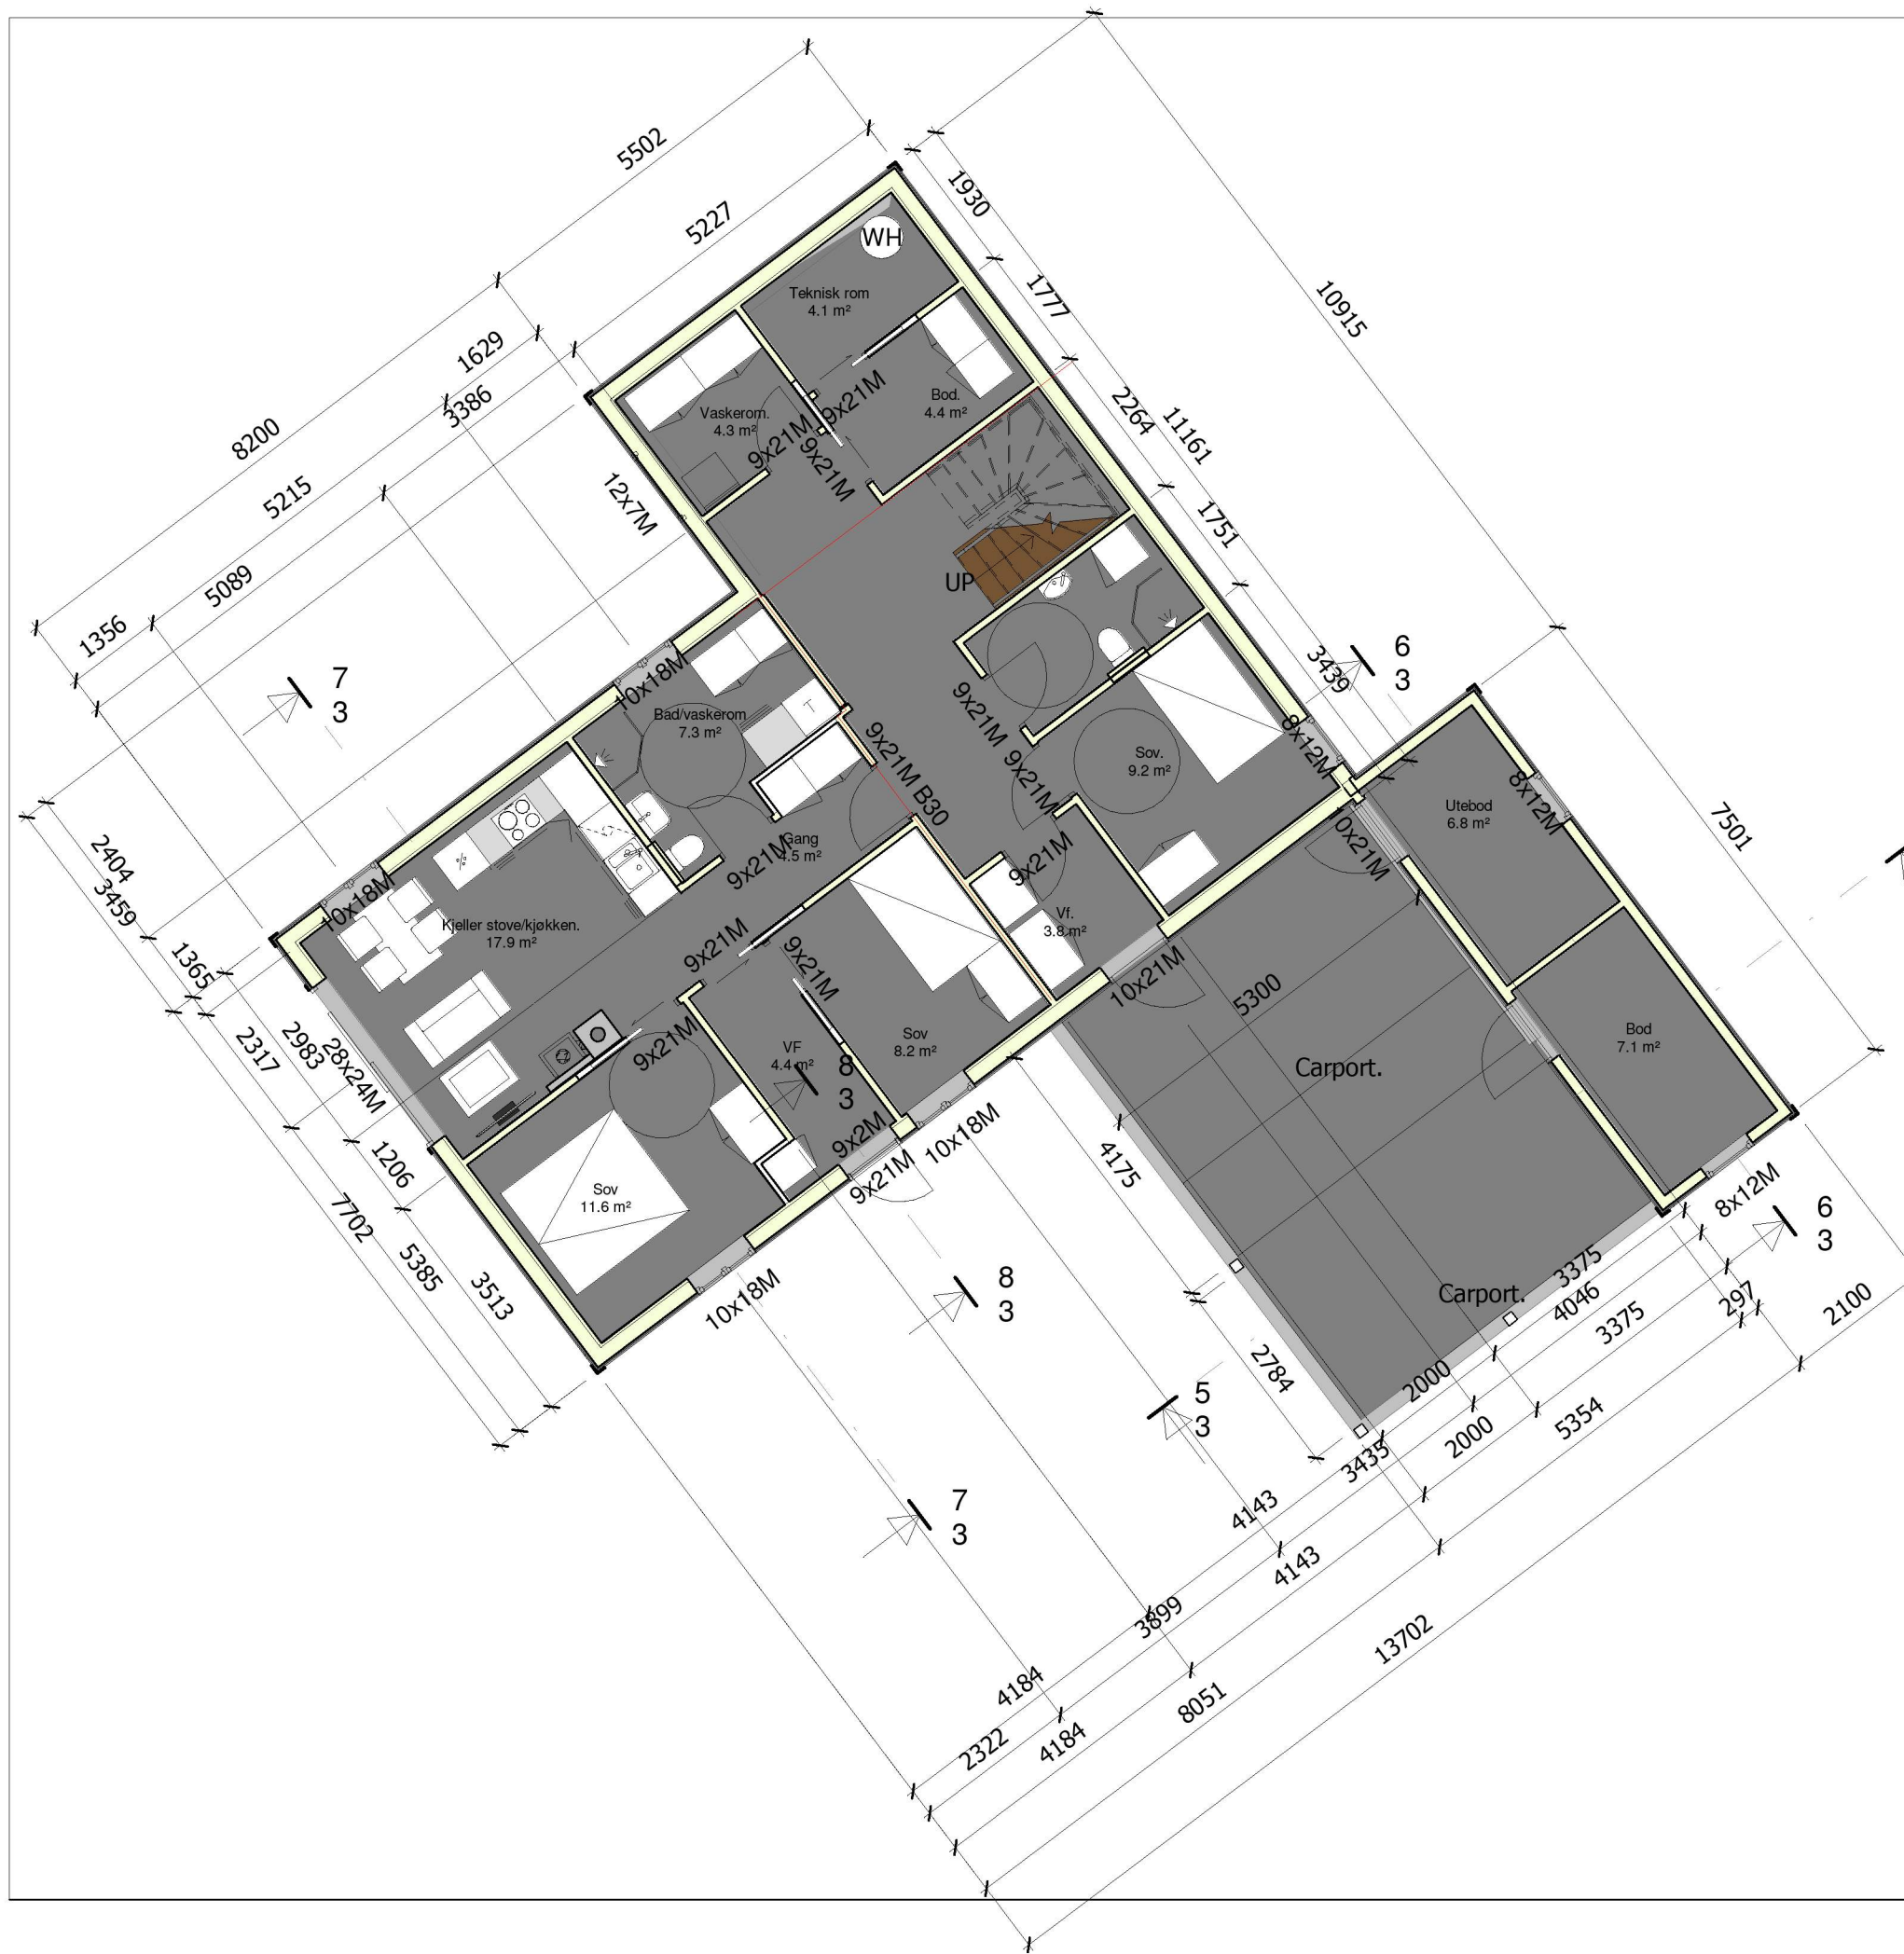 5502
5227
1930
1777
10915
WH
Teknisk rom
4.1 m²
1629
3386
8200
5215
5089
1356
2264
11161
1751
3439
Vaskerom.
4.3 m²
Bod.
4.4 m²
9x21M
9x21M
9x21M
12x7M
UP
7
3
6
3
10x18M
Bad/vaskerom
7.3 m²
T
9x21M B30
9x21M
9x21M
Sov.
9.2 m²
8x12M
8x12M
Utebod
6.8 m²
7501
2404
3459
1365
2317
2983
28x24M
10x18M
Kjeller stove/kjøkken.
17.9 m²
Gang
4.5 m²
9x21M
9x21M
Vf.
3.8 m²
10x21M
5300
9x21M
9x21M
9x21M
VF
4.4 m²
Sov
8.2 m²
8
3
Bod
7.1 m²
Carport.
1206
7702
5385
3513
Sov
11.6 m²
9x2M
9x21M
10x18M
10x18M
4175
8x12M
6
3
8
3
Carport.
3375
4046
3375
297
2100
2784
2000
5
3
3435
2000
5354
7
3
4143
4143
3899
13702
4184
8051
2322
4184